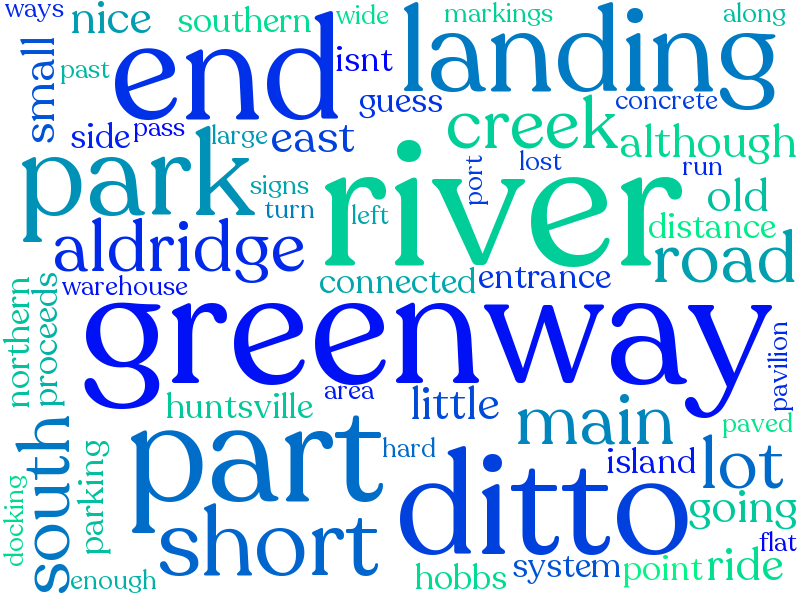 ways
nice
southern
wide
markings
along
small
past
end
isnt
landing
guess
concrete
side
pass
large
east
creek
although
park
signs
turn
left
port
lost
run
river
old
distance
aldridge
road
warehouse
connected
entrance
northern
proceeds
greenway
pavilion
area
huntsville
little
main
paved
part
hard
island
lot
south
parking
docking
short
ditto
going
flat
enough
hobbs
system
point
ride